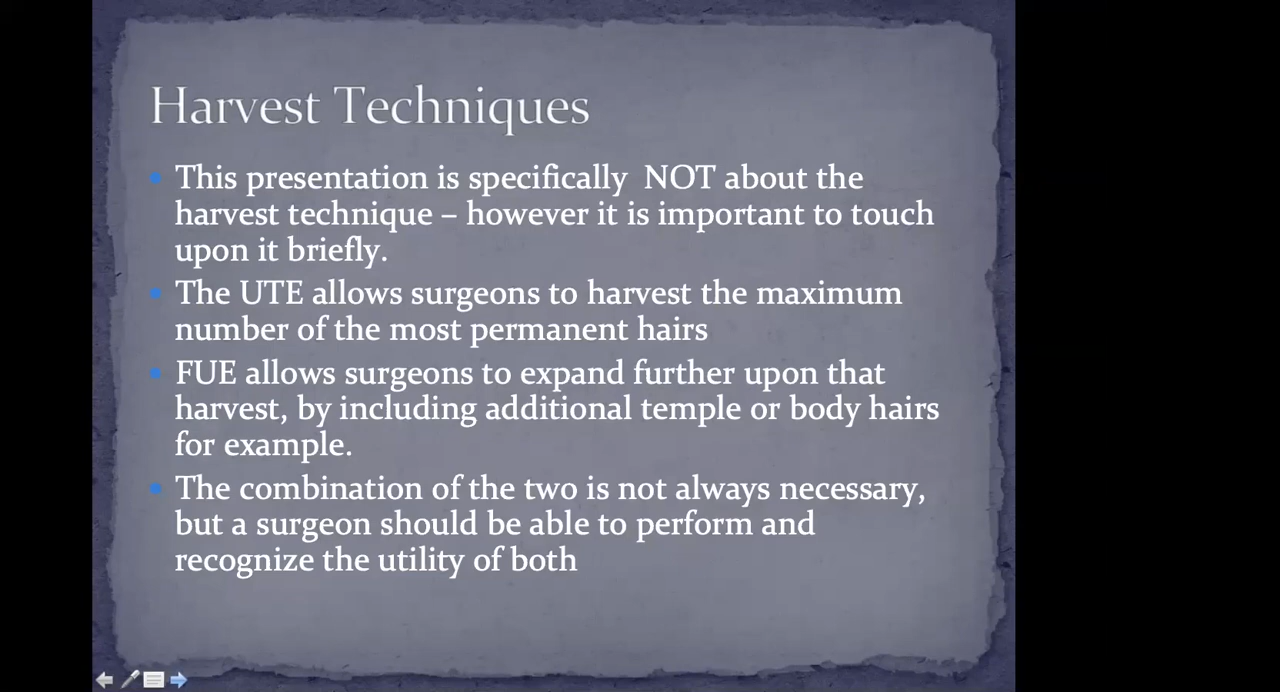 Harvest Techniques
This presentation is specifically NOT about the
harvest technique – however it is important to touch
upon it briefly.
The UTE allows surgeons to harvest the maximum
number of the most permanent hairs
FUE allows surgeons to expand further upon that
harvest, by including additional temple or body hairs
for example.
The combination of the two is not always necessary,
but a surgeon should be able to perform and
recognize the utility of both